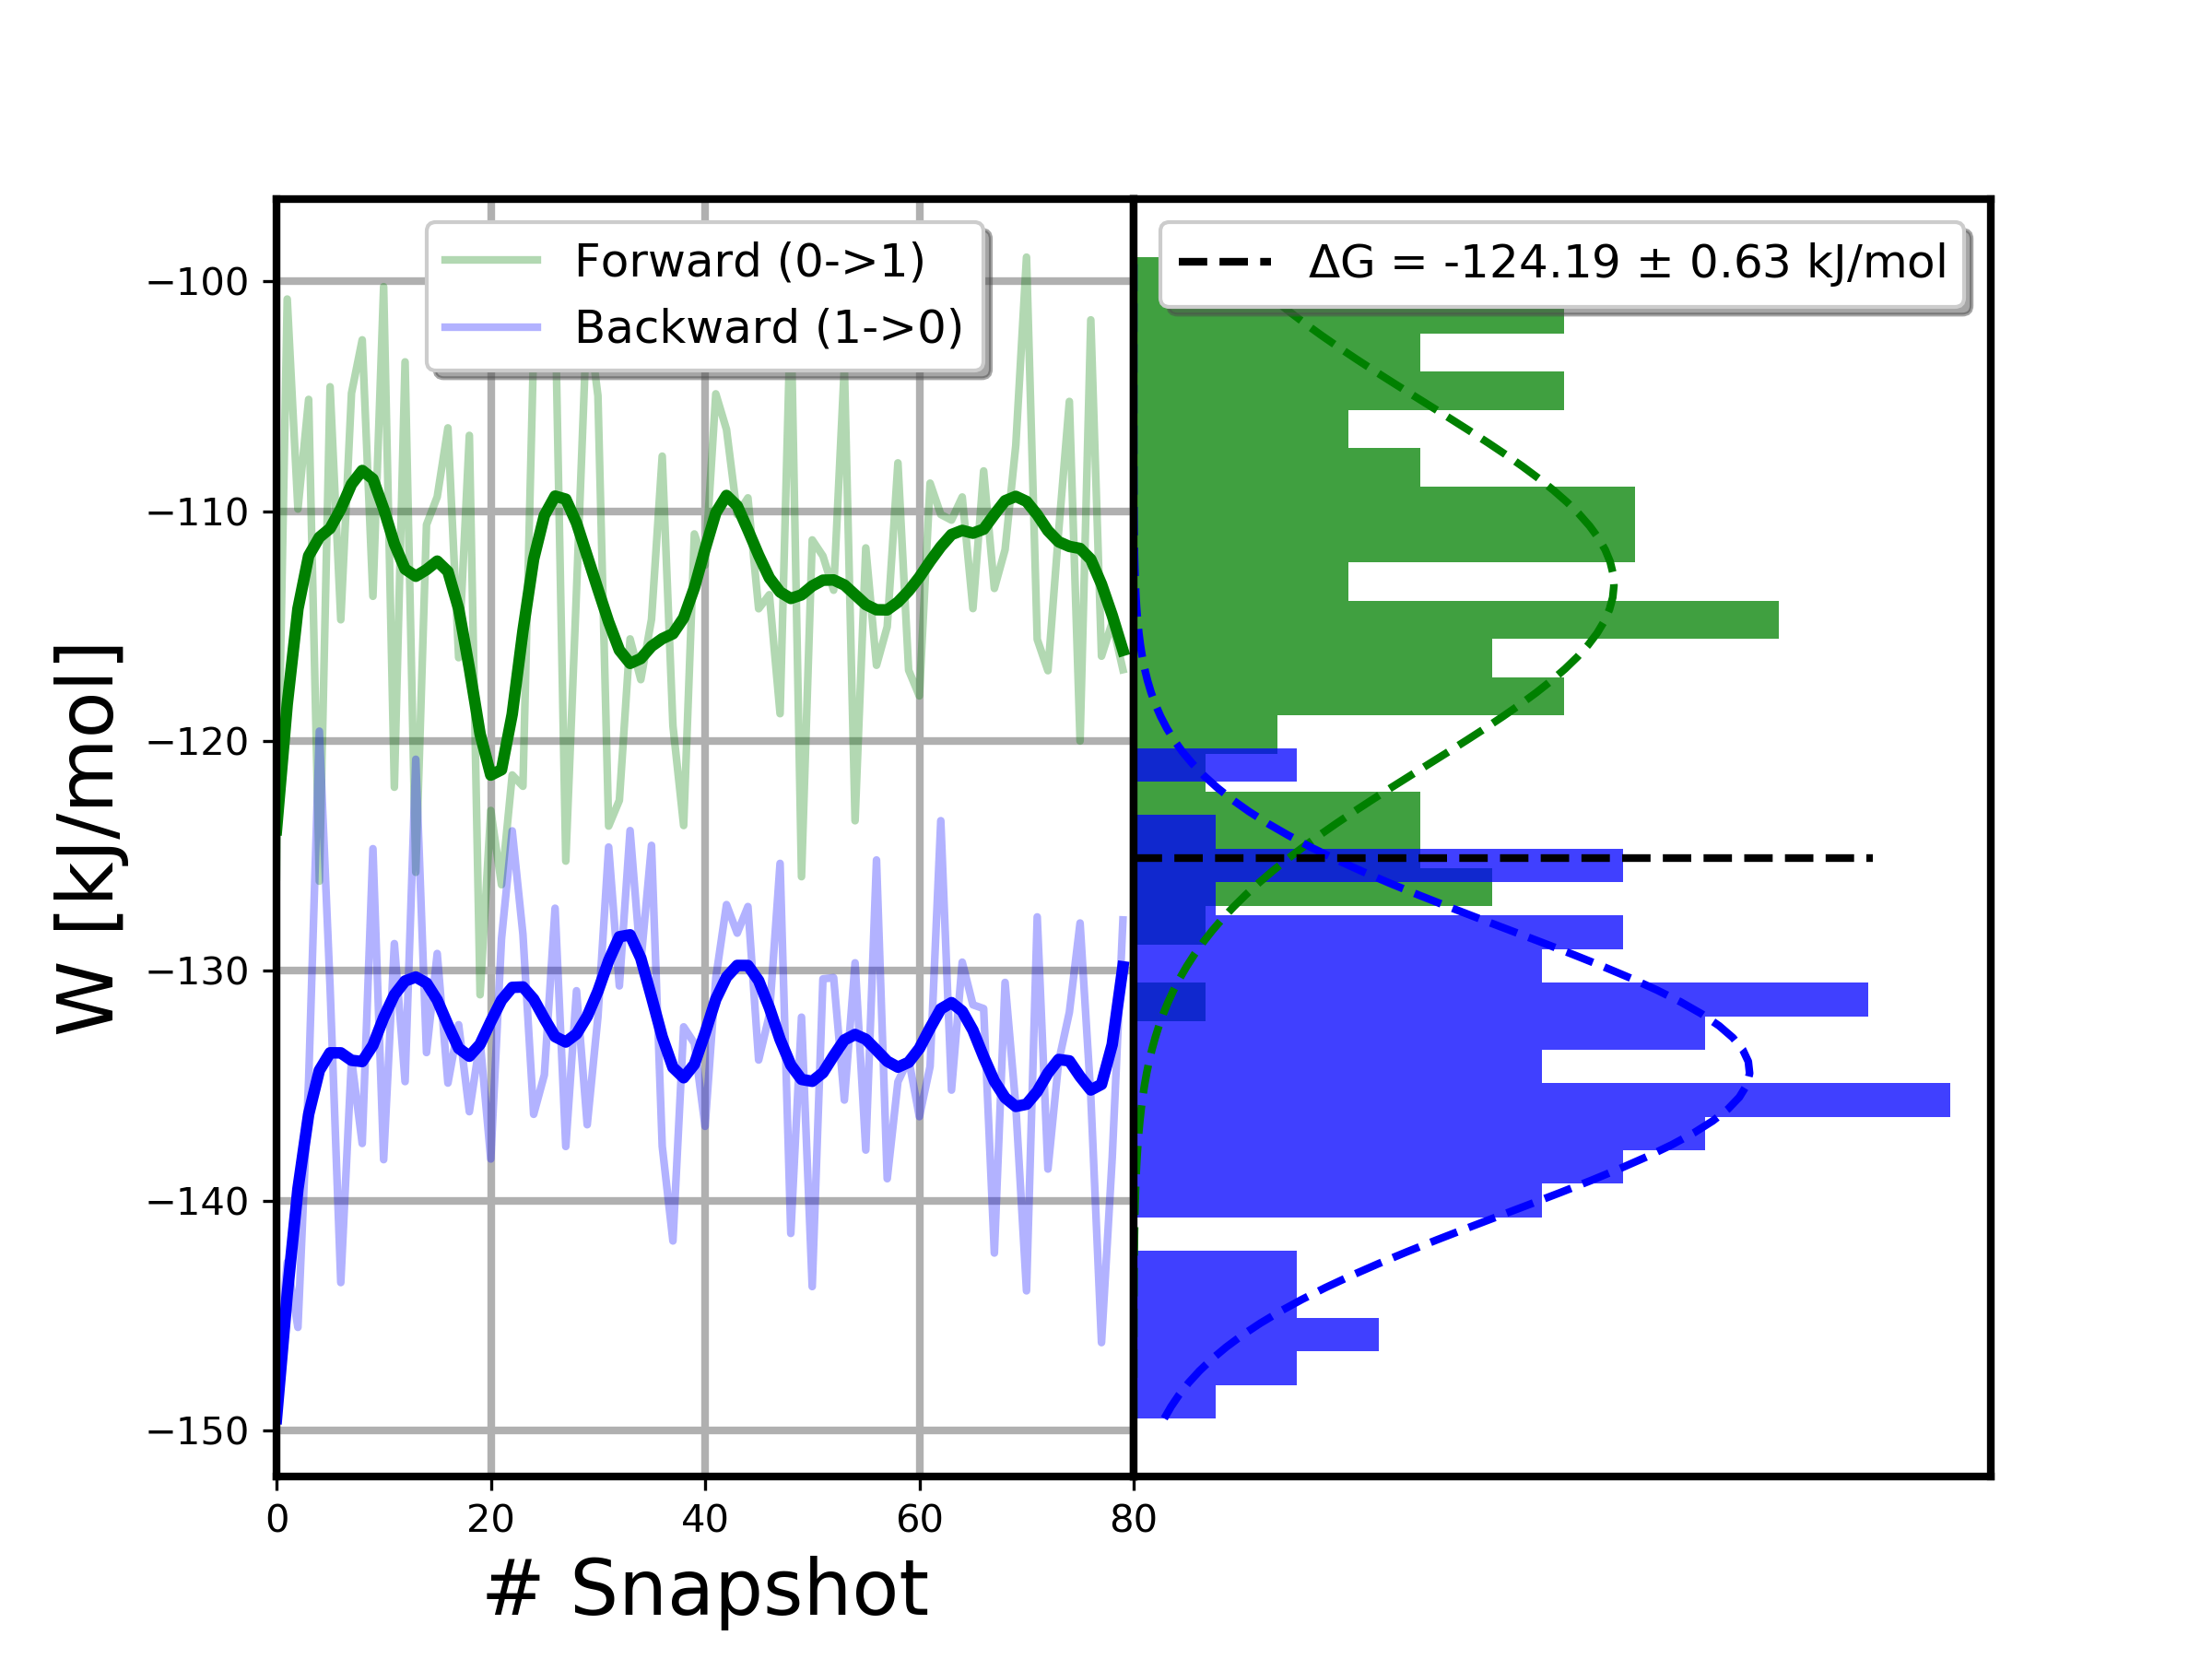 Forward (0->1)
Backward (1->0)
ΔG = -124.19 ± 0.63 kJ/mol
W [kJ/mol]
−100
−110
−120
−130
−140
−150
0 20 40 60 80
# Snapshot